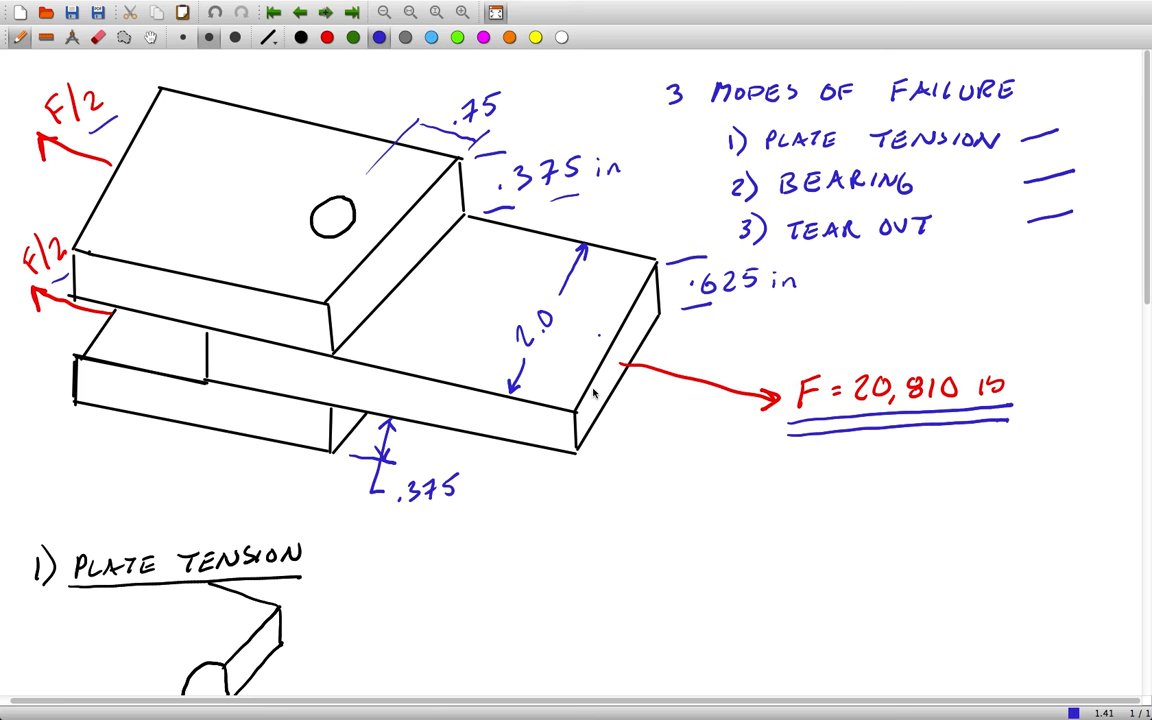 F/2
.75
3 MODES OF FAILURE
1) PLATE TENSION
.375 in
2) BEARING
3) TEAR OUT
F/2
.625 in
2.0
F = 20,810 lb
.375
1) PLATE TENSION
1.41 1 / 1